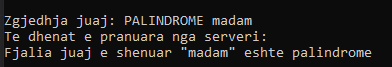 Zgjedhja juaj: PALINDROME madam
Te dhenat e pranuara nga serveri:
Fjalia juaj e shenuar "madam" eshte palindrome